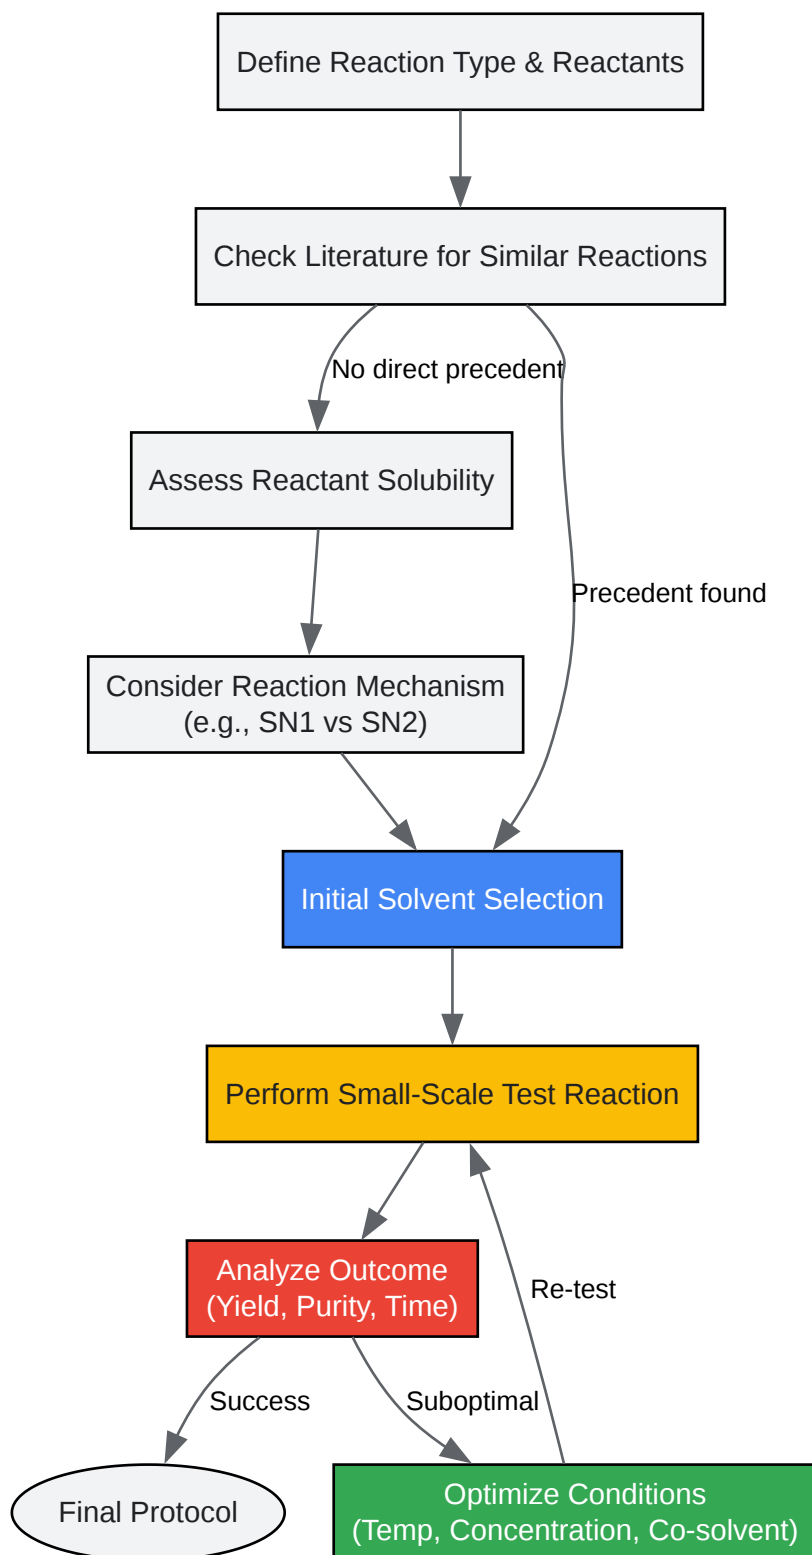 Define Reaction Type & Reactants
Check Literature for Similar Reactions
No direct precedent
Assess Reactant Solubility
Precedent found
Consider Reaction Mechanism
(e.g., SN1 vs SN2)
Initial Solvent Selection
Perform Small-Scale Test Reaction
Analyze Outcome
(Yield, Purity, Time)
Re-test
Success
Suboptimal
Final Protocol
Optimize Conditions
(Temp, Concentration, Co-solvent)